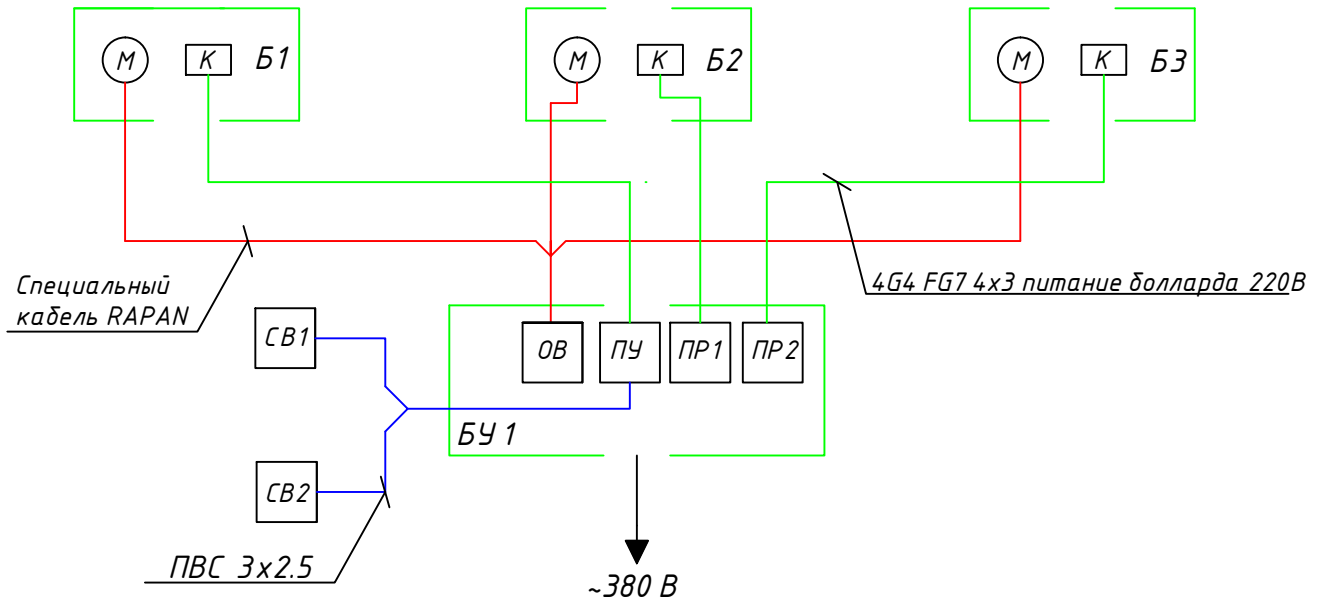 М
К
Б1
М
К
Б2
М
К
Б3
Специальный
кабель RAPAN
4G4 FG7 4х3 питание болларда 220В
СВ1
ОВ
ПУ
ПР1
ПР2
БУ 1
СВ2
ПВС 3х2.5
~380 В